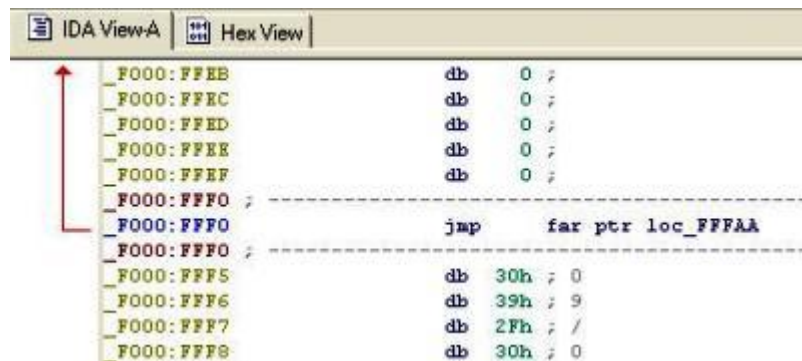 IDA View-A Hex View
_F000:FFEB db 0 ;
_F000:FFEC db 0 ;
_F000:FFED db 0 ;
_F000:FFEE db 0 ;
_F000:FFEF db 0 ;
_F000:FFF0 ; ----------------------------------------
_F000:FFF0 jmp far ptr loc_FFFAA
_F000:FFF0 ; ----------------------------------------
_F000:FFF5 db 30h ; 0
_F000:FFF6 db 39h ; 9
_F000:FFF7 db 2Fh ; /
_F000:FFF8 db 30h ; 0